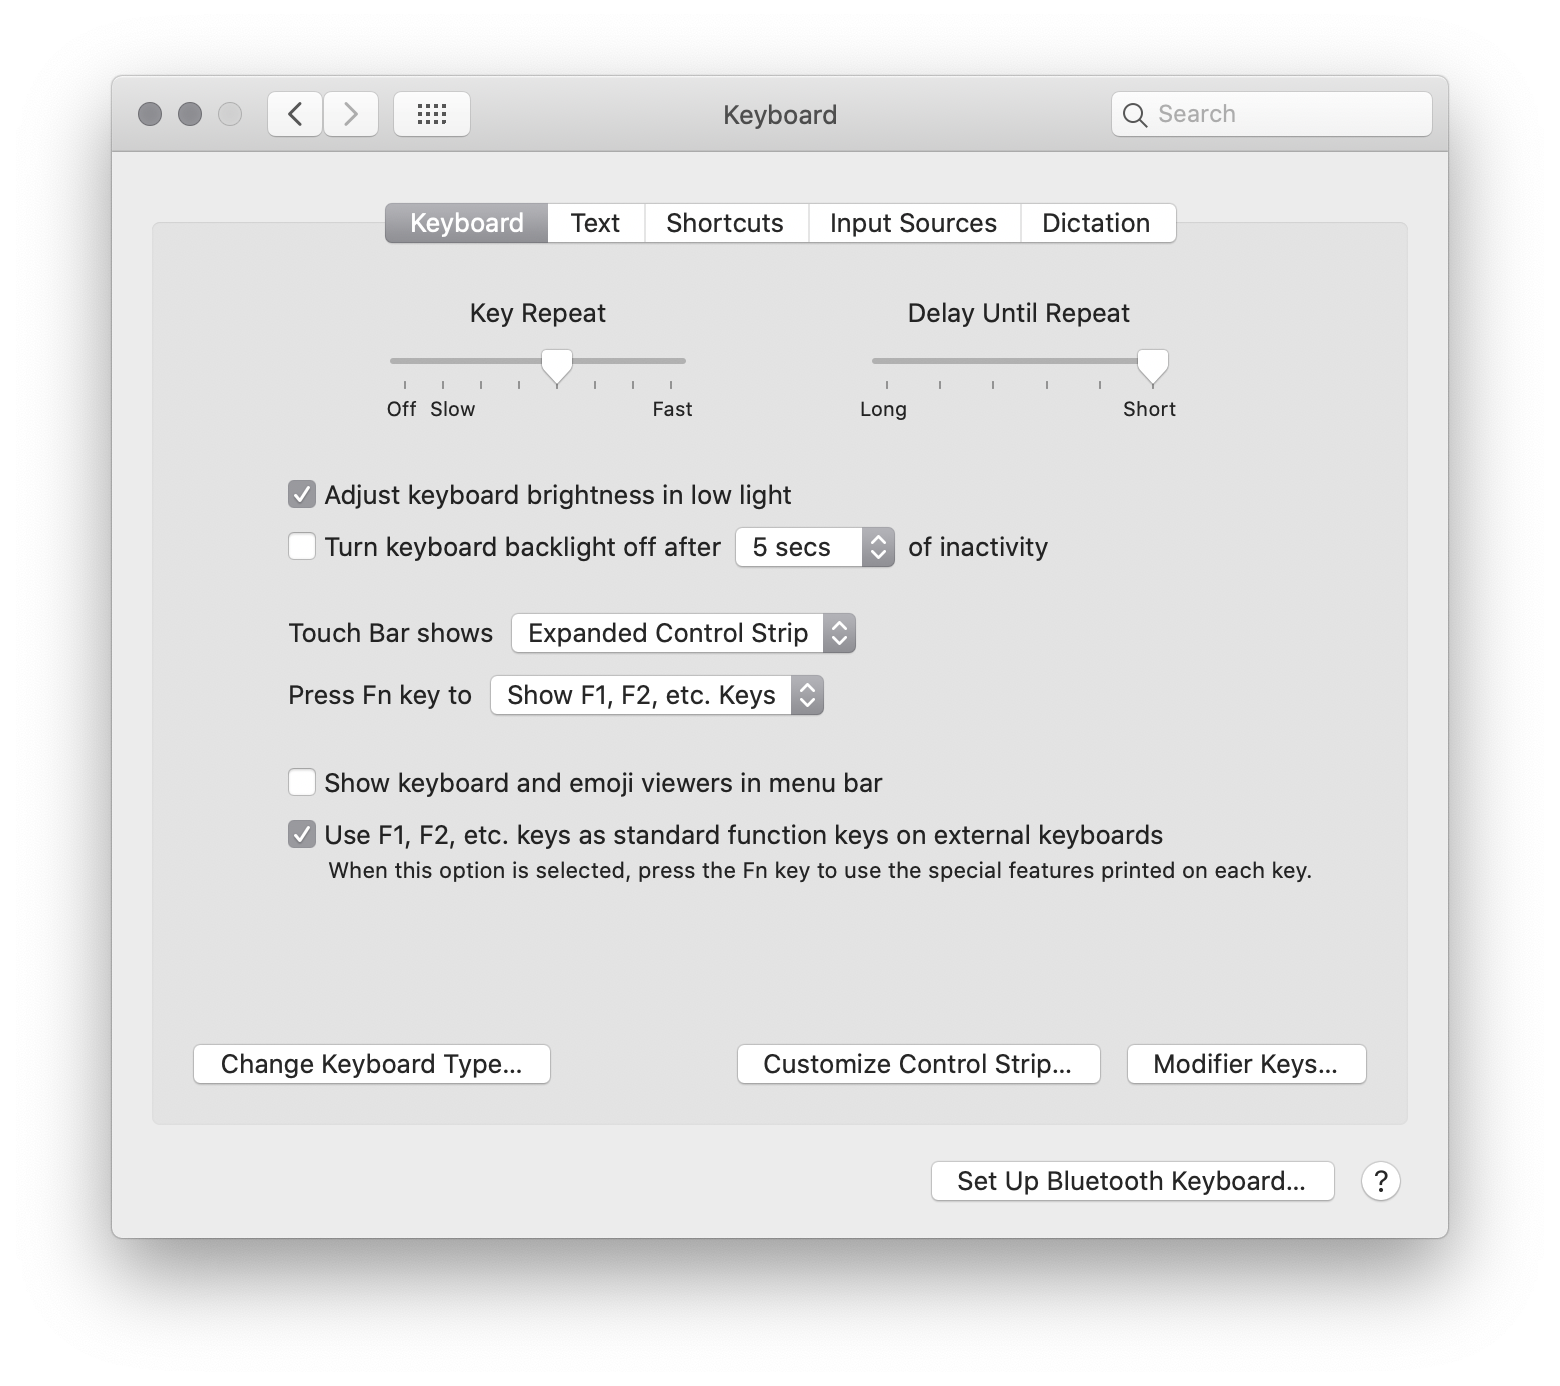 Keyboard
Search
Keyboard Text Shortcuts Input Sources Dictation
Key Repeat Delay Until Repeat
Off Slow Fast Long Short
Adjust keyboard brightness in low light
Turn keyboard backlight off after 5 secs of inactivity
Touch Bar shows Expanded Control Strip
Press Fn key to Show F1, F2, etc. Keys
Show keyboard and emoji viewers in menu bar
Use F1, F2, etc. keys as standard function keys on external keyboards
When this option is selected, press the Fn key to use the special features printed on each key.
Change Keyboard Type... Customize Control Strip... Modifier Keys...
Set Up Bluetooth Keyboard... ?